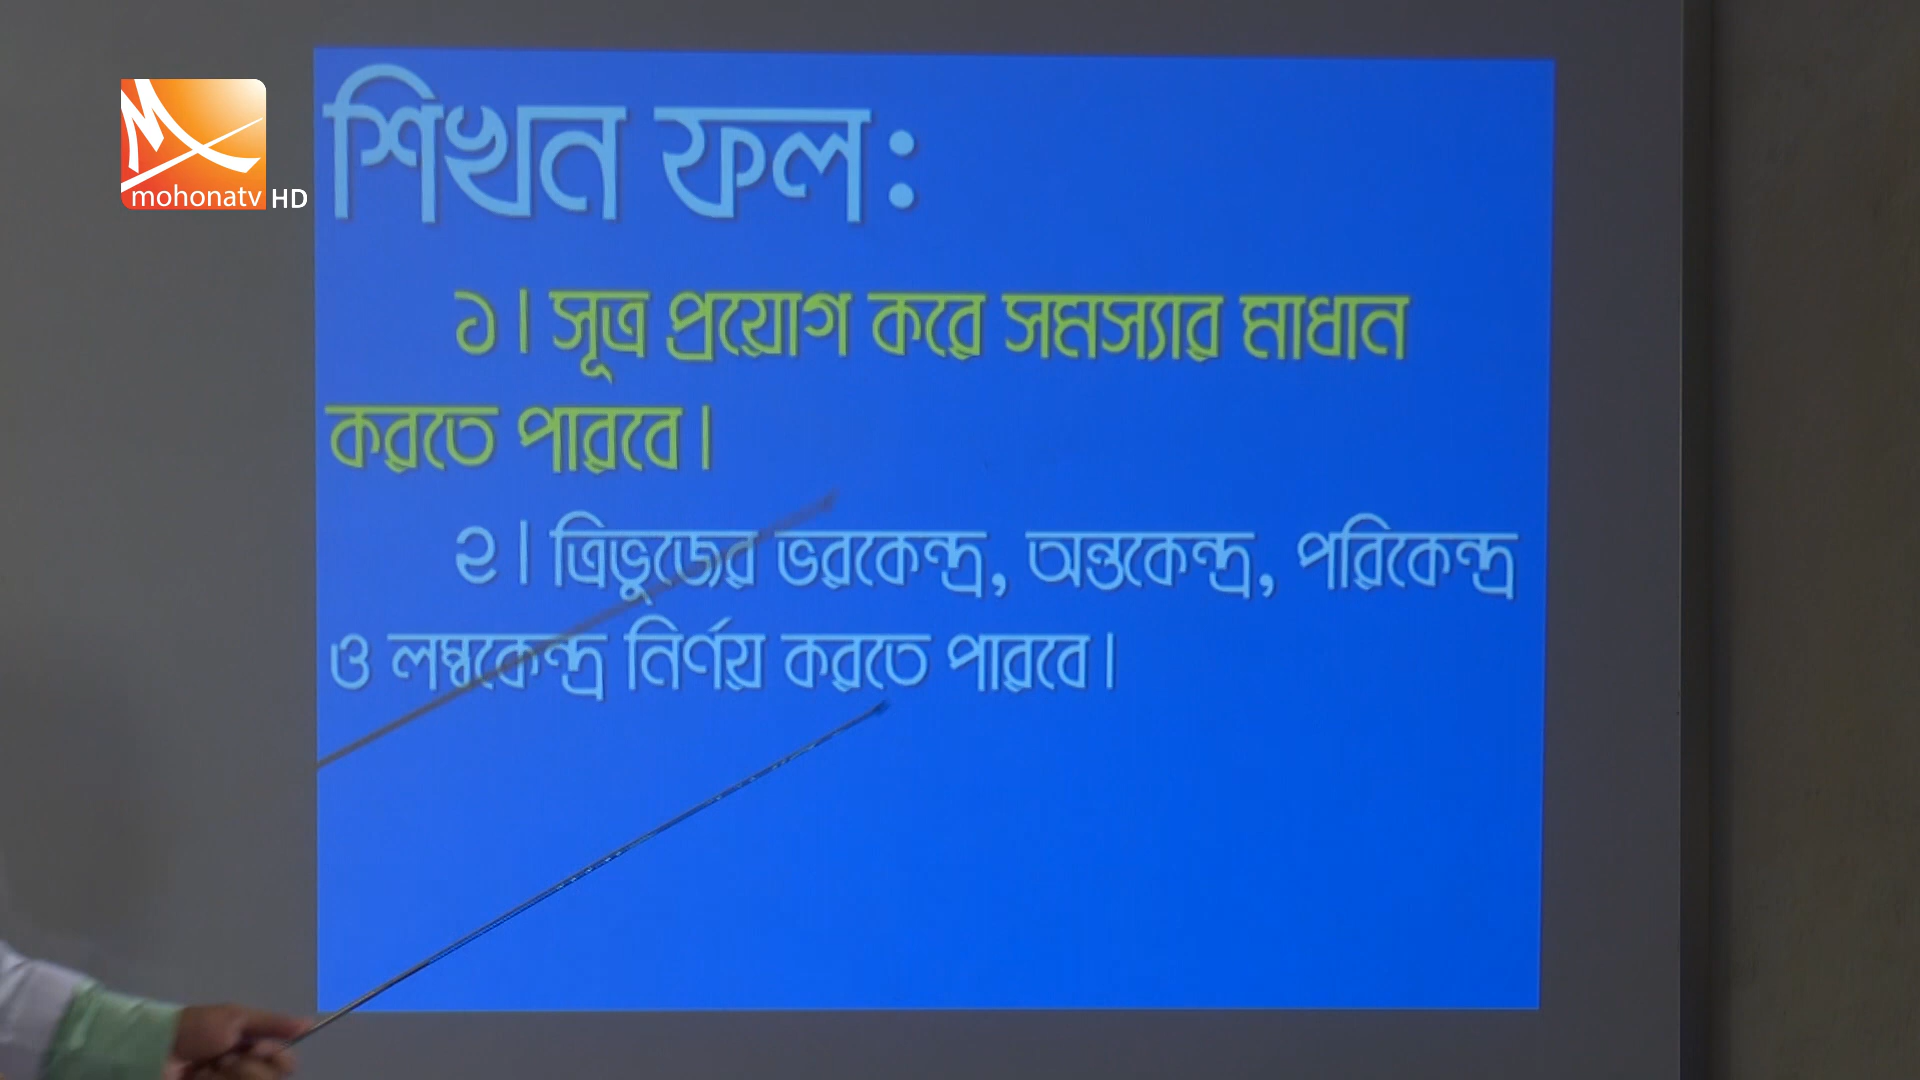 mohonatv HD
শিখন ফল:
১। সূত্র প্রয়োগ করে সমস্যার মাধান
করতে পারবে।
২। ত্রিভুজের ভরকেন্দ্র, অন্তকেন্দ্র, পরিকেন্দ্র
ও লম্বকেন্দ্র নির্ণয় করতে পারবে।